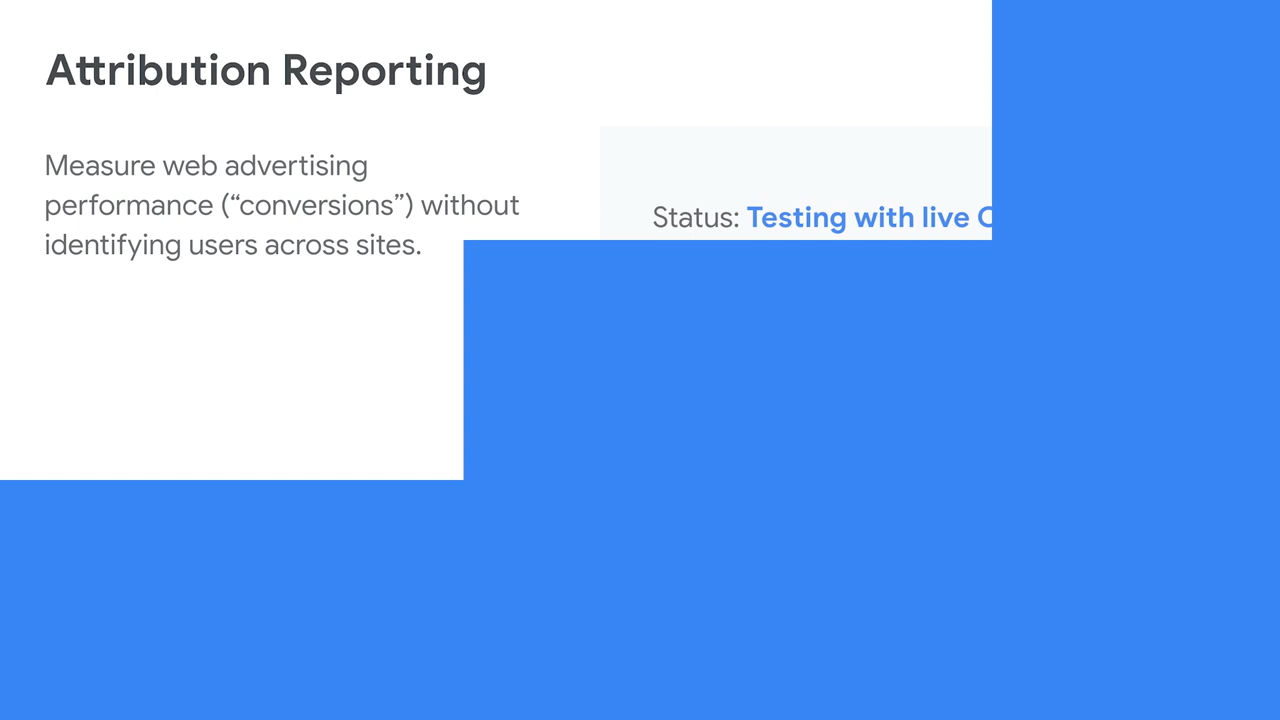 Attribution Reporting
Measure web advertising
performance (“conversions”) without
identifying users across sites.
Status: Testing with live